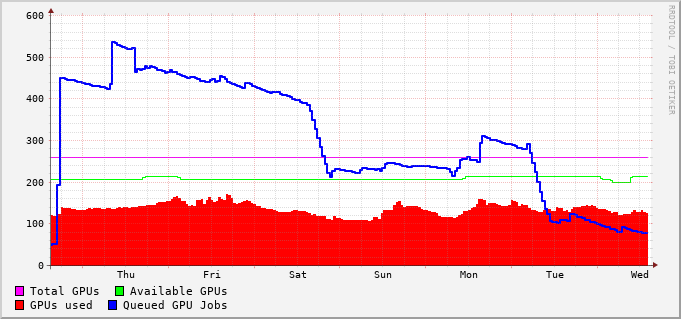 600
500
400
300
200
100
0
Thu Fri Sat Sun Mon Tue Wed
Total GPUs Available GPUs
GPUs used Queued GPU Jobs
RRDTOOL / TOBI OETIKER